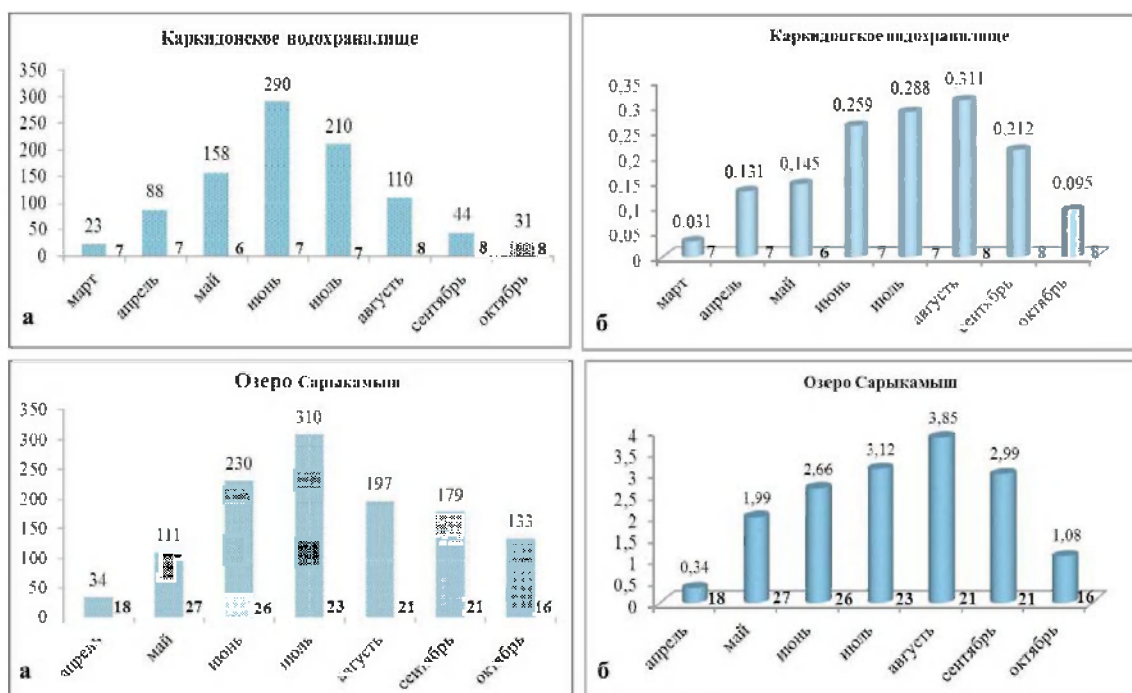 Каркидонское водохранилище
350
300
250
200
150
100
50
0
23
88
158
290
210
110
44
31
7
7
6
7
7
8
8
8
март
апрель
май
июнь
июль
августь
сентябрь
октябрь
а
Каркидонское водохранилище
0,35
0,3
0,25
0,2
0,15
0,1
0,05
0
0.031
0.131
0.145
0.259
0.288
0.311
0.212
0.095
7
7
6
7
7
8
8
8
март
апрель
май
июнь
июль
августь
сентябрь
октябрь
б
Озеро Сарыкамыш
350
300
250
200
150
100
50
0
34
111
230
310
197
179
133
18
27
26
23
21
21
16
апрель
май
июнь
июль
августь
сентябрь
октябрь
а
Озеро Сарыкамыш
4
3,5
3
2,5
2
1,5
1
0,5
0
0,34
1,99
2,66
3,12
3,85
2,99
1,08
18
27
26
23
21
21
16
апрель
май
июнь
июль
августь
сентябрь
октябрь
б